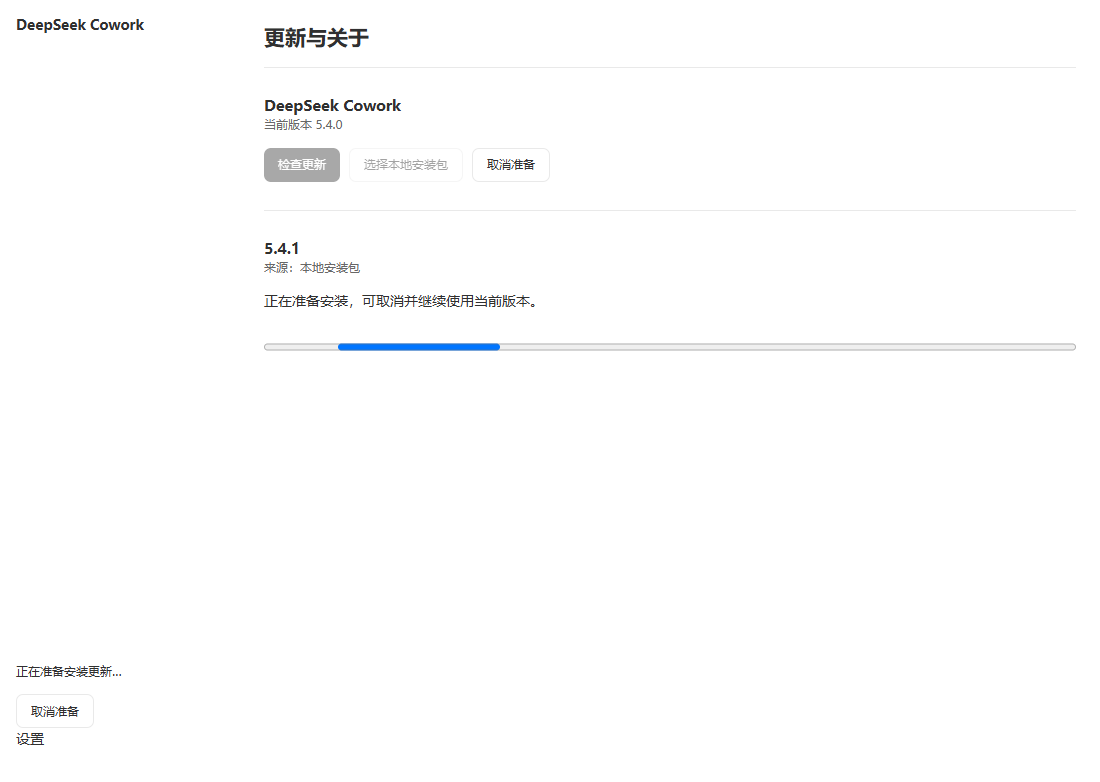 DeepSeek Cowork
更新与关于
DeepSeek Cowork
当前版本 5.4.0
检查更新 选择本地安装包 取消准备
5.4.1
来源：本地安装包
正在准备安装，可取消并继续使用当前版本。
正在准备安装更新...
取消准备
设置